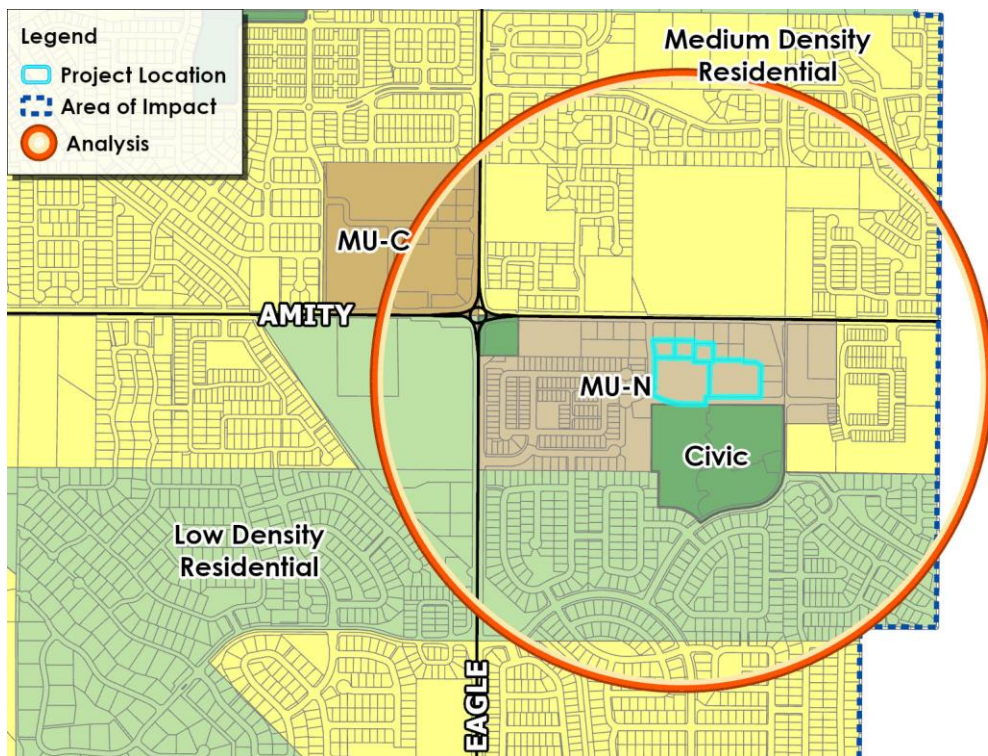 Legend
Project Location
Area of Impact
Analysis
Medium Density
Residential
MU-C
AMITY
MU-N
Civic
Low Density
Residential
EAGLE